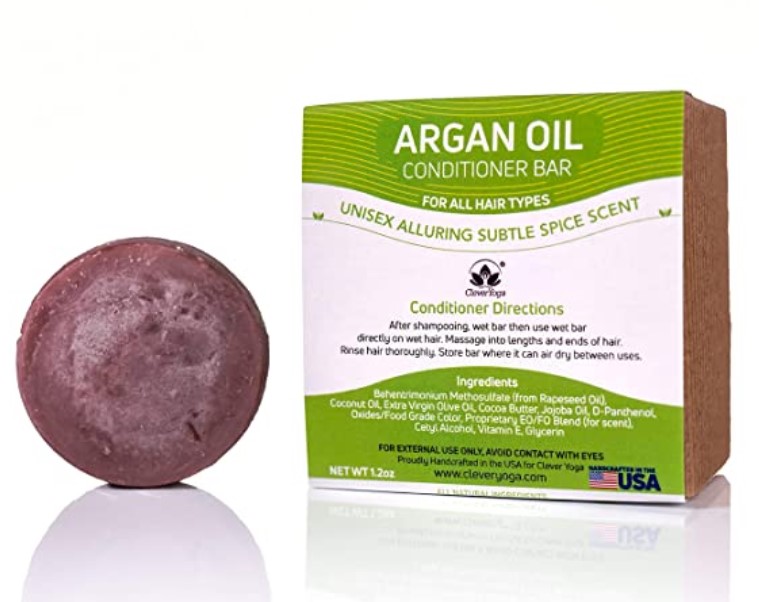 ARGAN OIL
CONDITIONER BAR
FOR ALL HAIR TYPES
UNISEX ALLURING SUBTLE SPICE SCENT
®
CleverYoga
Conditioner Directions
After shampooing, wet bar then use wet bar
directly on wet hair. Massage into lengths and ends of hair.
Rinse hair thoroughly. Store bar where it can air dry between uses.
Ingredients
Behentrimonium Methosulfate (from Rapeseed Oil),
Coconut Oil, Extra Virgin Olive Oil, Cocoa Butter, Jojoba Oil, D-Panthenol,
Oxides/Food Grade Color, Proprietary EO/FO Blend (for scent),
Cetyl Alcohol, Vitamin E, Glycerin
FOR EXTERNAL USE ONLY, AVOID CONTACT WITH EYES
Proudly Handcrafted in the USA for Clever Yoga
NET WT 1.2oz
www.cleveryoga.com
HANDCRAFTED IN THE
USA
ALL NATURAL INGREDIENTS